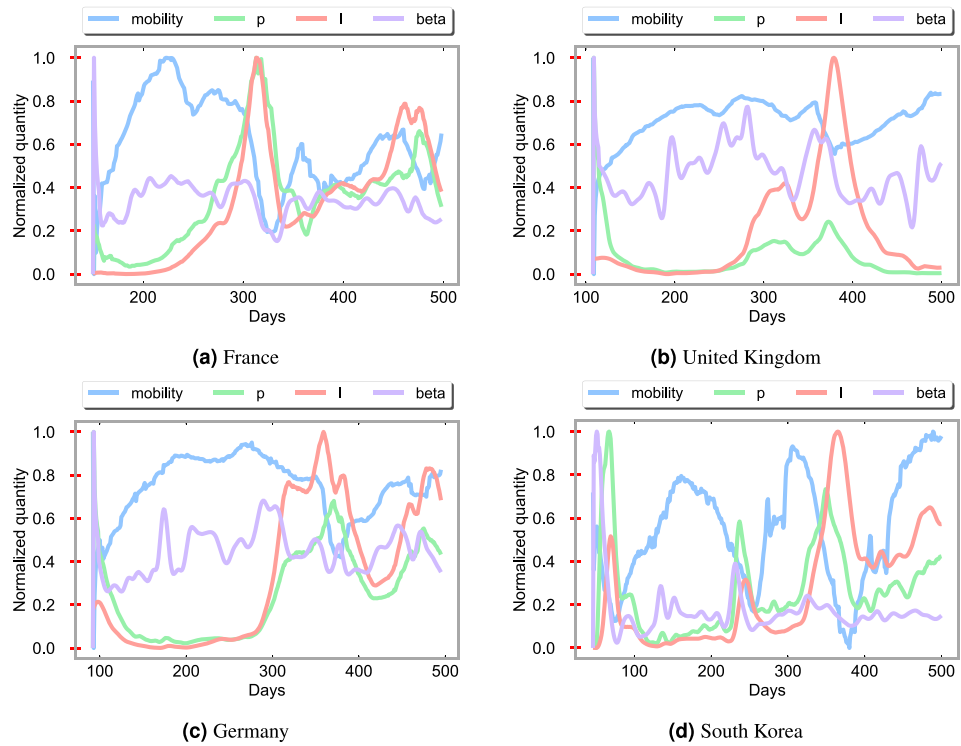 mobility p I beta
mobility p I beta
Normalized quantity
1.0
0.8
0.6
0.4
0.2
0.0
200 300 400 500
Days
Normalized quantity
1.0
0.8
0.6
0.4
0.2
0.0
100 200 300 400 500
Days
(a) France
(b) United Kingdom
mobility p I beta
mobility p I beta
Normalized quantity
1.0
0.8
0.6
0.4
0.2
0.0
100 200 300 400 500
Days
Normalized quantity
1.0
0.8
0.6
0.4
0.2
0.0
100 200 300 400 500
Days
(c) Germany
(d) South Korea